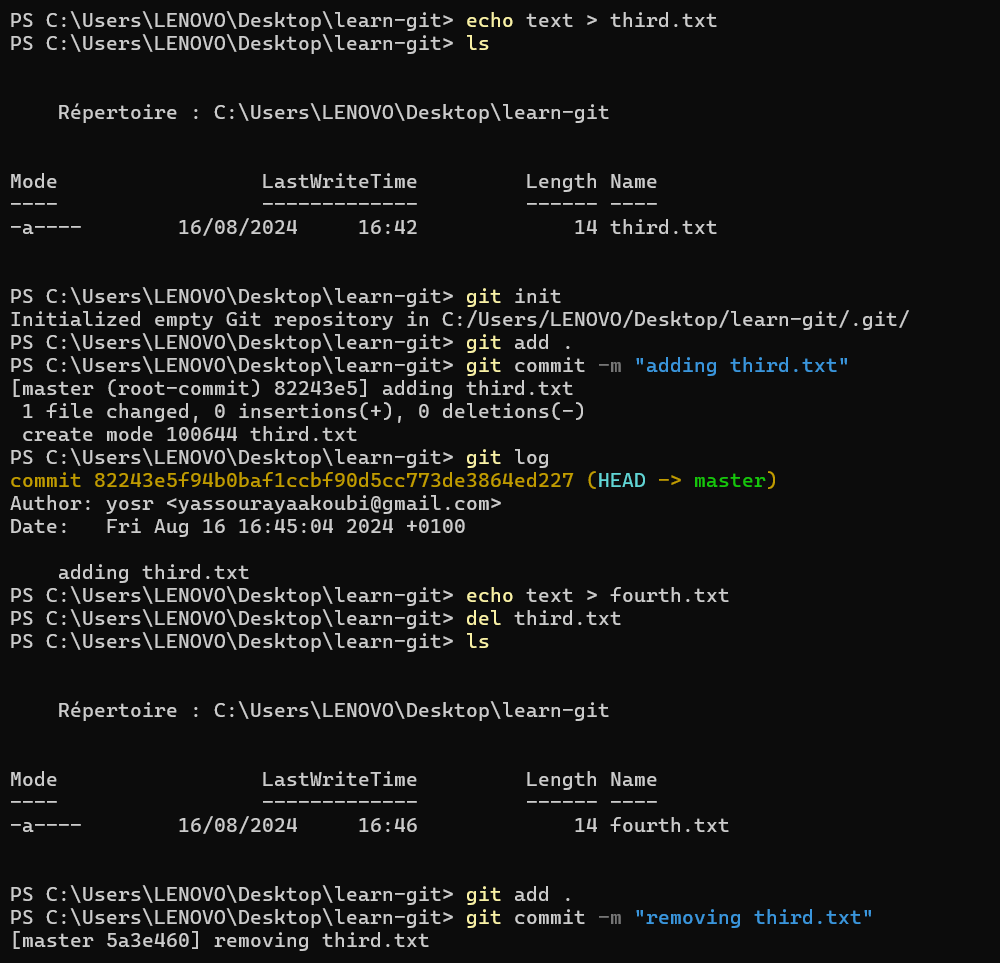 PS C:\Users\LENOVO\Desktop\learn-git> echo text > third.txt
PS C:\Users\LENOVO\Desktop\learn-git> ls
Répertoire : C:\Users\LENOVO\Desktop\learn-git
Mode                 LastWriteTime         Length Name
----                 -------------         ------ ----
-a----        16/08/2024     16:42             14 third.txt
PS C:\Users\LENOVO\Desktop\learn-git> git init
Initialized empty Git repository in C:/Users/LENOVO/Desktop/learn-git/.git/
PS C:\Users\LENOVO\Desktop\learn-git> git add .
PS C:\Users\LENOVO\Desktop\learn-git> git commit -m "adding third.txt"
[master (root-commit) 82243e5] adding third.txt
 1 file changed, 0 insertions(+), 0 deletions(-)
 create mode 100644 third.txt
PS C:\Users\LENOVO\Desktop\learn-git> git log
commit 82243e5f94b0baf1ccbf90d5cc773de3864ed227 (HEAD -> master)
Author: yosr <yassourayaakoubi@gmail.com>
Date:   Fri Aug 16 16:45:04 2024 +0100
    adding third.txt
PS C:\Users\LENOVO\Desktop\learn-git> echo text > fourth.txt
PS C:\Users\LENOVO\Desktop\learn-git> del third.txt
PS C:\Users\LENOVO\Desktop\learn-git> ls
Répertoire : C:\Users\LENOVO\Desktop\learn-git
Mode                 LastWriteTime         Length Name
----                 -------------         ------ ----
-a----        16/08/2024     16:46             14 fourth.txt
PS C:\Users\LENOVO\Desktop\learn-git> git add .
PS C:\Users\LENOVO\Desktop\learn-git> git commit -m "removing third.txt"
[master 5a3e460] removing third.txt